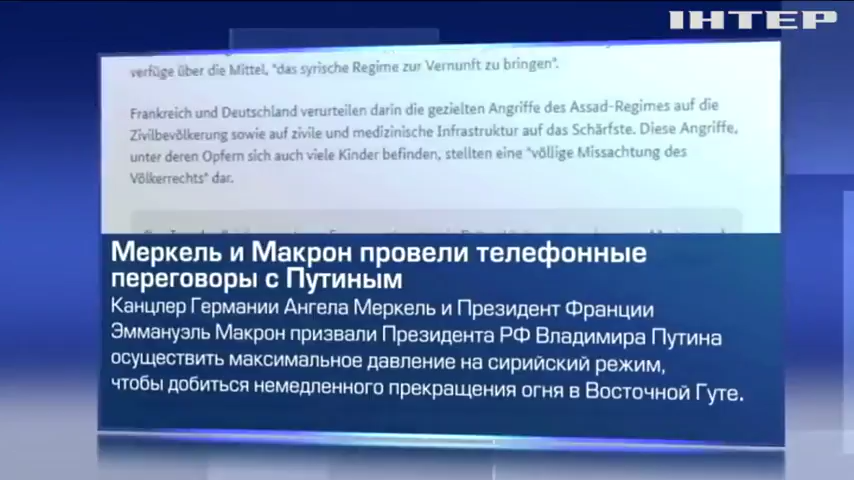 ІНТЕР
verfüge über die Mittel, "das syrische Regime zur Vernunft zu bringen".
Frankreich und Deutschland verurteilen darin die gezielten Angriffe des Assad-Regimes auf die
Zivilbevölkerung sowie auf zivile und medizinische Infrastruktur auf das Schärfste. Diese Angriffe,
unter deren Opfern sich auch viele Kinder befinden, stellten eine "völlige Missachtung des
Völkerrechts" dar.
Меркель и Макрон провели телефонные
переговоры с Путиным
Канцлер Германии Ангела Меркель и Президент Франции
Эммануэль Макрон призвали Президента РФ Владимира Путина
осуществить максимальное давление на сирийский режим,
чтобы добиться немедленного прекращения огня в Восточной Гуте.